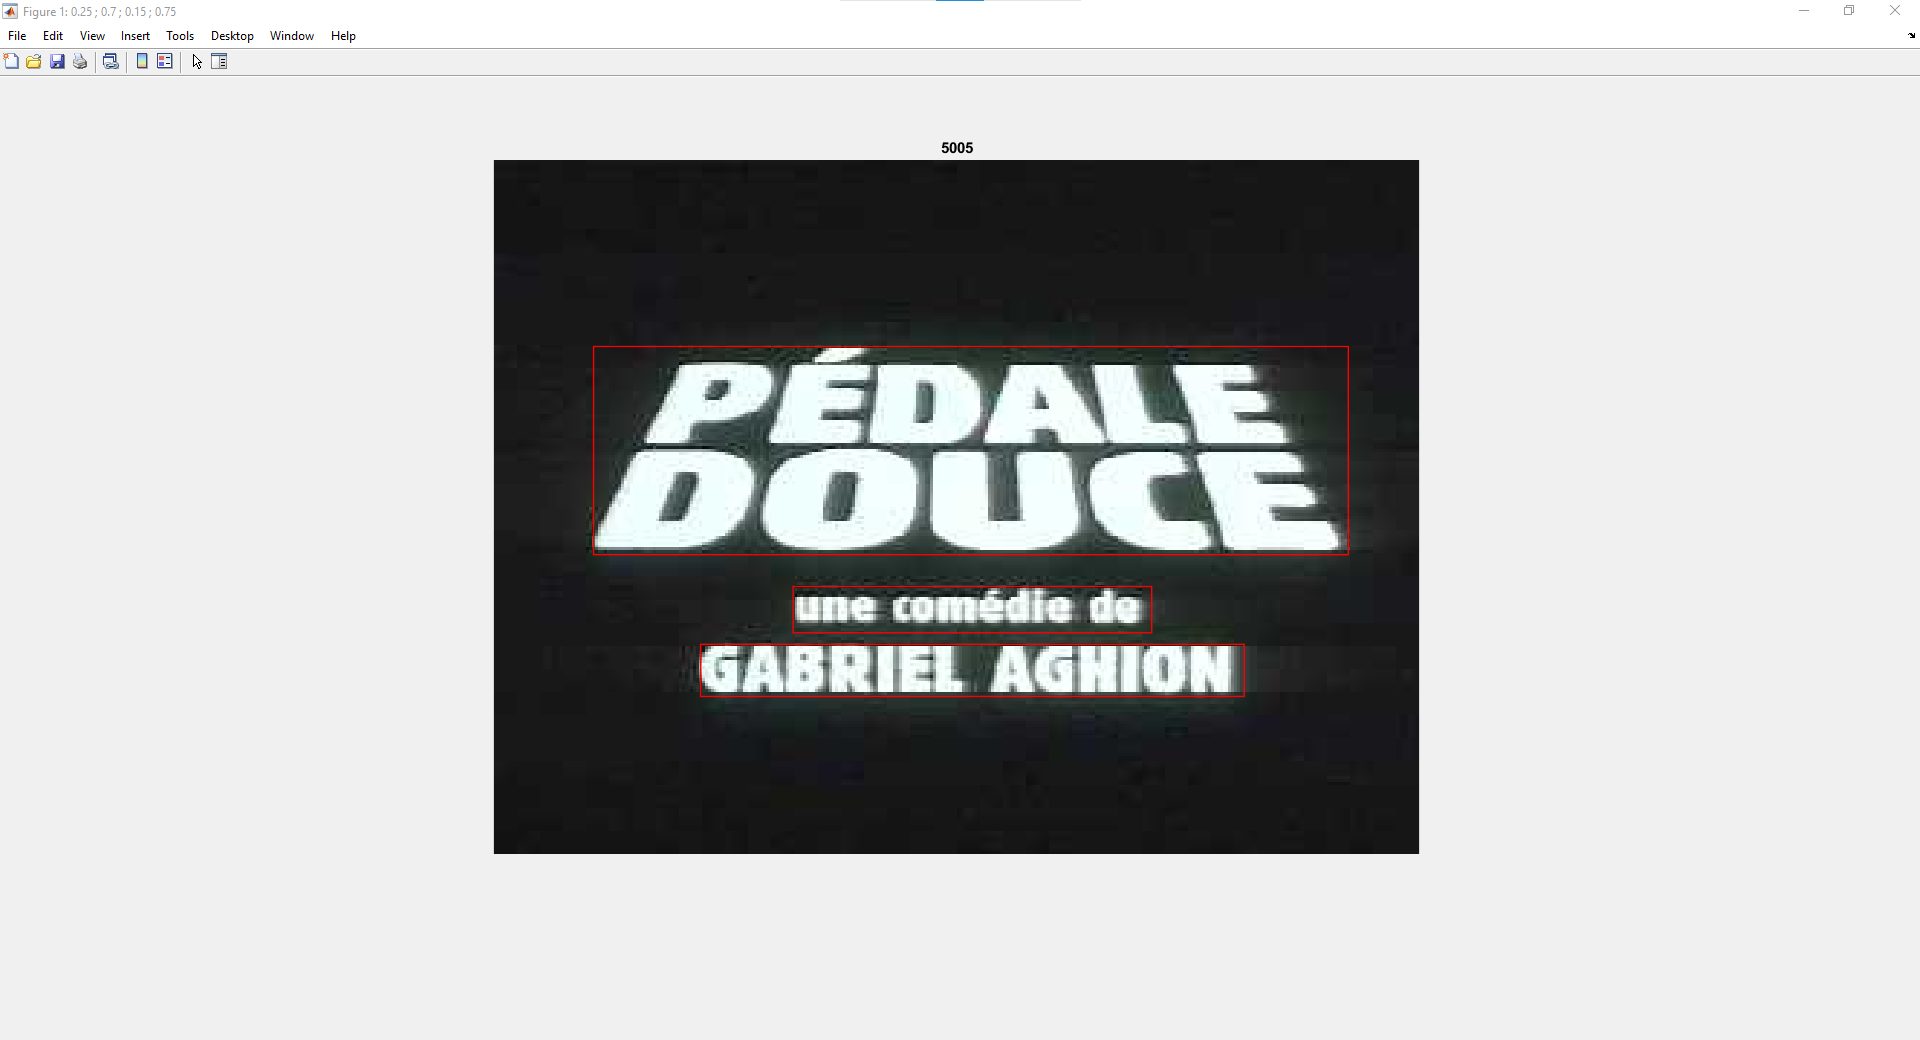 Figure 1: 0.25 ; 0.7 ; 0.15 ; 0.75
File Edit View Insert Tools Desktop Window Help
5005
PÉDALE
DOUCE
une comédie de
GABRIEL AGHION